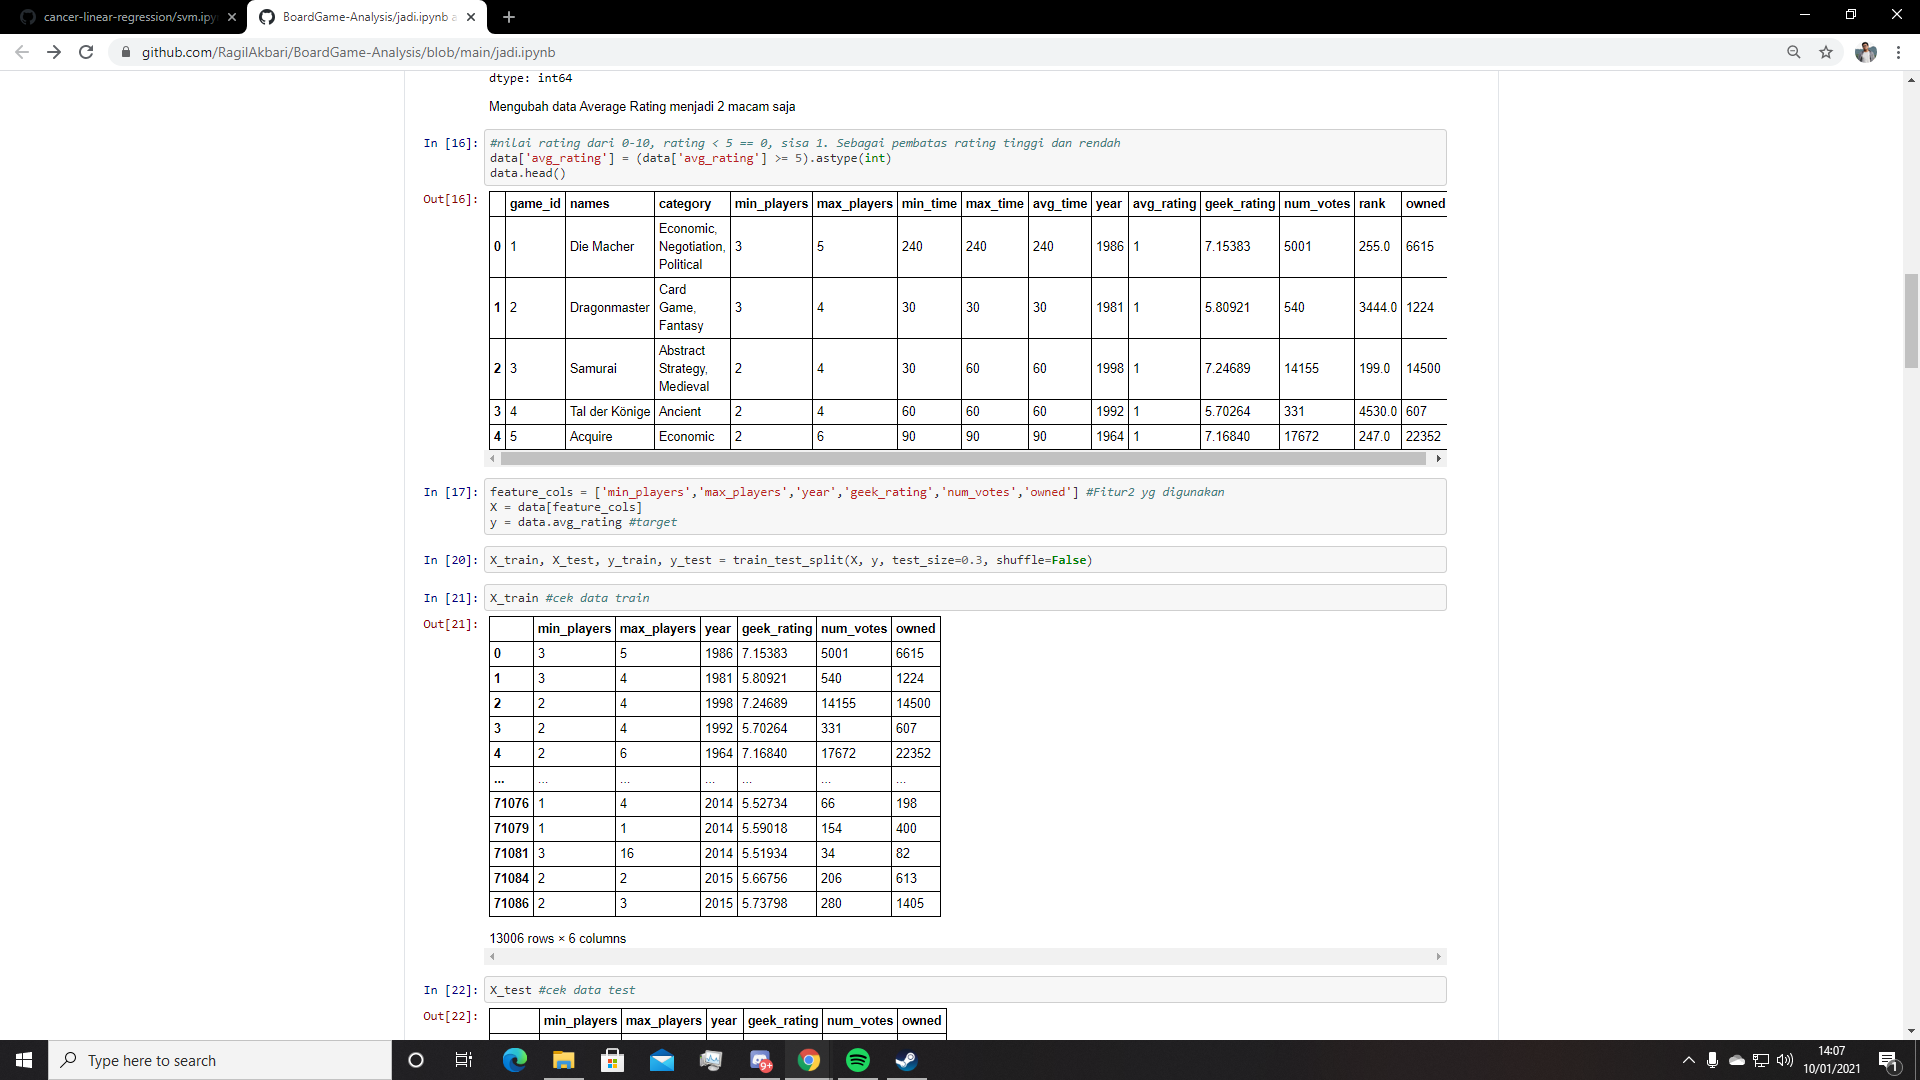 cancer-linear-regression/svm.ipy
BoardGame-Analysis/jadi.ipynb a
github.com/RagilAkbari/BoardGame-Analysis/blob/main/jadi.ipynb
dtype: int64
Mengubah data Average Rating menjadi 2 macam saja
In [16]:
#nilai rating dari 0-10, rating < 5 == 0, sisa 1. Sebagai pembatas rating tinggi dan rendah
data['avg_rating'] = (data['avg_rating'] >= 5).astype(int)
data.head()
Out[16]:
game_id names category min_players max_players min_time max_time avg_time year avg_rating geek_rating num_votes rank owned
0 1 Die Macher Economic, Negotiation, Political 3 5 240 240 240 1986 1 7.15383 5001 255.0 6615
1 2 Dragonmaster Card Game, Fantasy 3 4 30 30 30 1981 1 5.80921 540 3444.0 1224
2 3 Samurai Abstract Strategy, Medieval 2 4 30 60 60 1998 1 7.24689 14155 199.0 14500
3 4 Tal der Könige Ancient 2 4 60 60 60 1992 1 5.70264 331 4530.0 607
4 5 Acquire Economic 2 6 90 90 90 1964 1 7.16840 17672 247.0 22352
In [17]:
feature_cols = ['min_players','max_players','year','geek_rating','num_votes','owned'] #Fitur2 yg digunakan
X = data[feature_cols]
y = data.avg_rating #target
In [20]:
X_train, X_test, y_train, y_test = train_test_split(X, y, test_size=0.3, shuffle=False)
In [21]:
X_train #cek data train
Out[21]:
min_players max_players year geek_rating num_votes owned
0 3 5 1986 7.15383 5001 6615
1 3 4 1981 5.80921 540 1224
2 2 4 1998 7.24689 14155 14500
3 2 4 1992 5.70264 331 607
4 2 6 1964 7.16840 17672 22352
... ... ... ... ... ... ...
71076 1 4 2014 5.52734 66 198
71079 1 1 2014 5.59018 154 400
71081 3 16 2014 5.51934 34 82
71084 2 2 2015 5.66756 206 613
71086 2 3 2015 5.73798 280 1405
13006 rows × 6 columns
In [22]:
X_test #cek data test
Out[22]:
min_players max_players year geek_rating num_votes owned
Type here to search
9+
14:07
10/01/2021
1